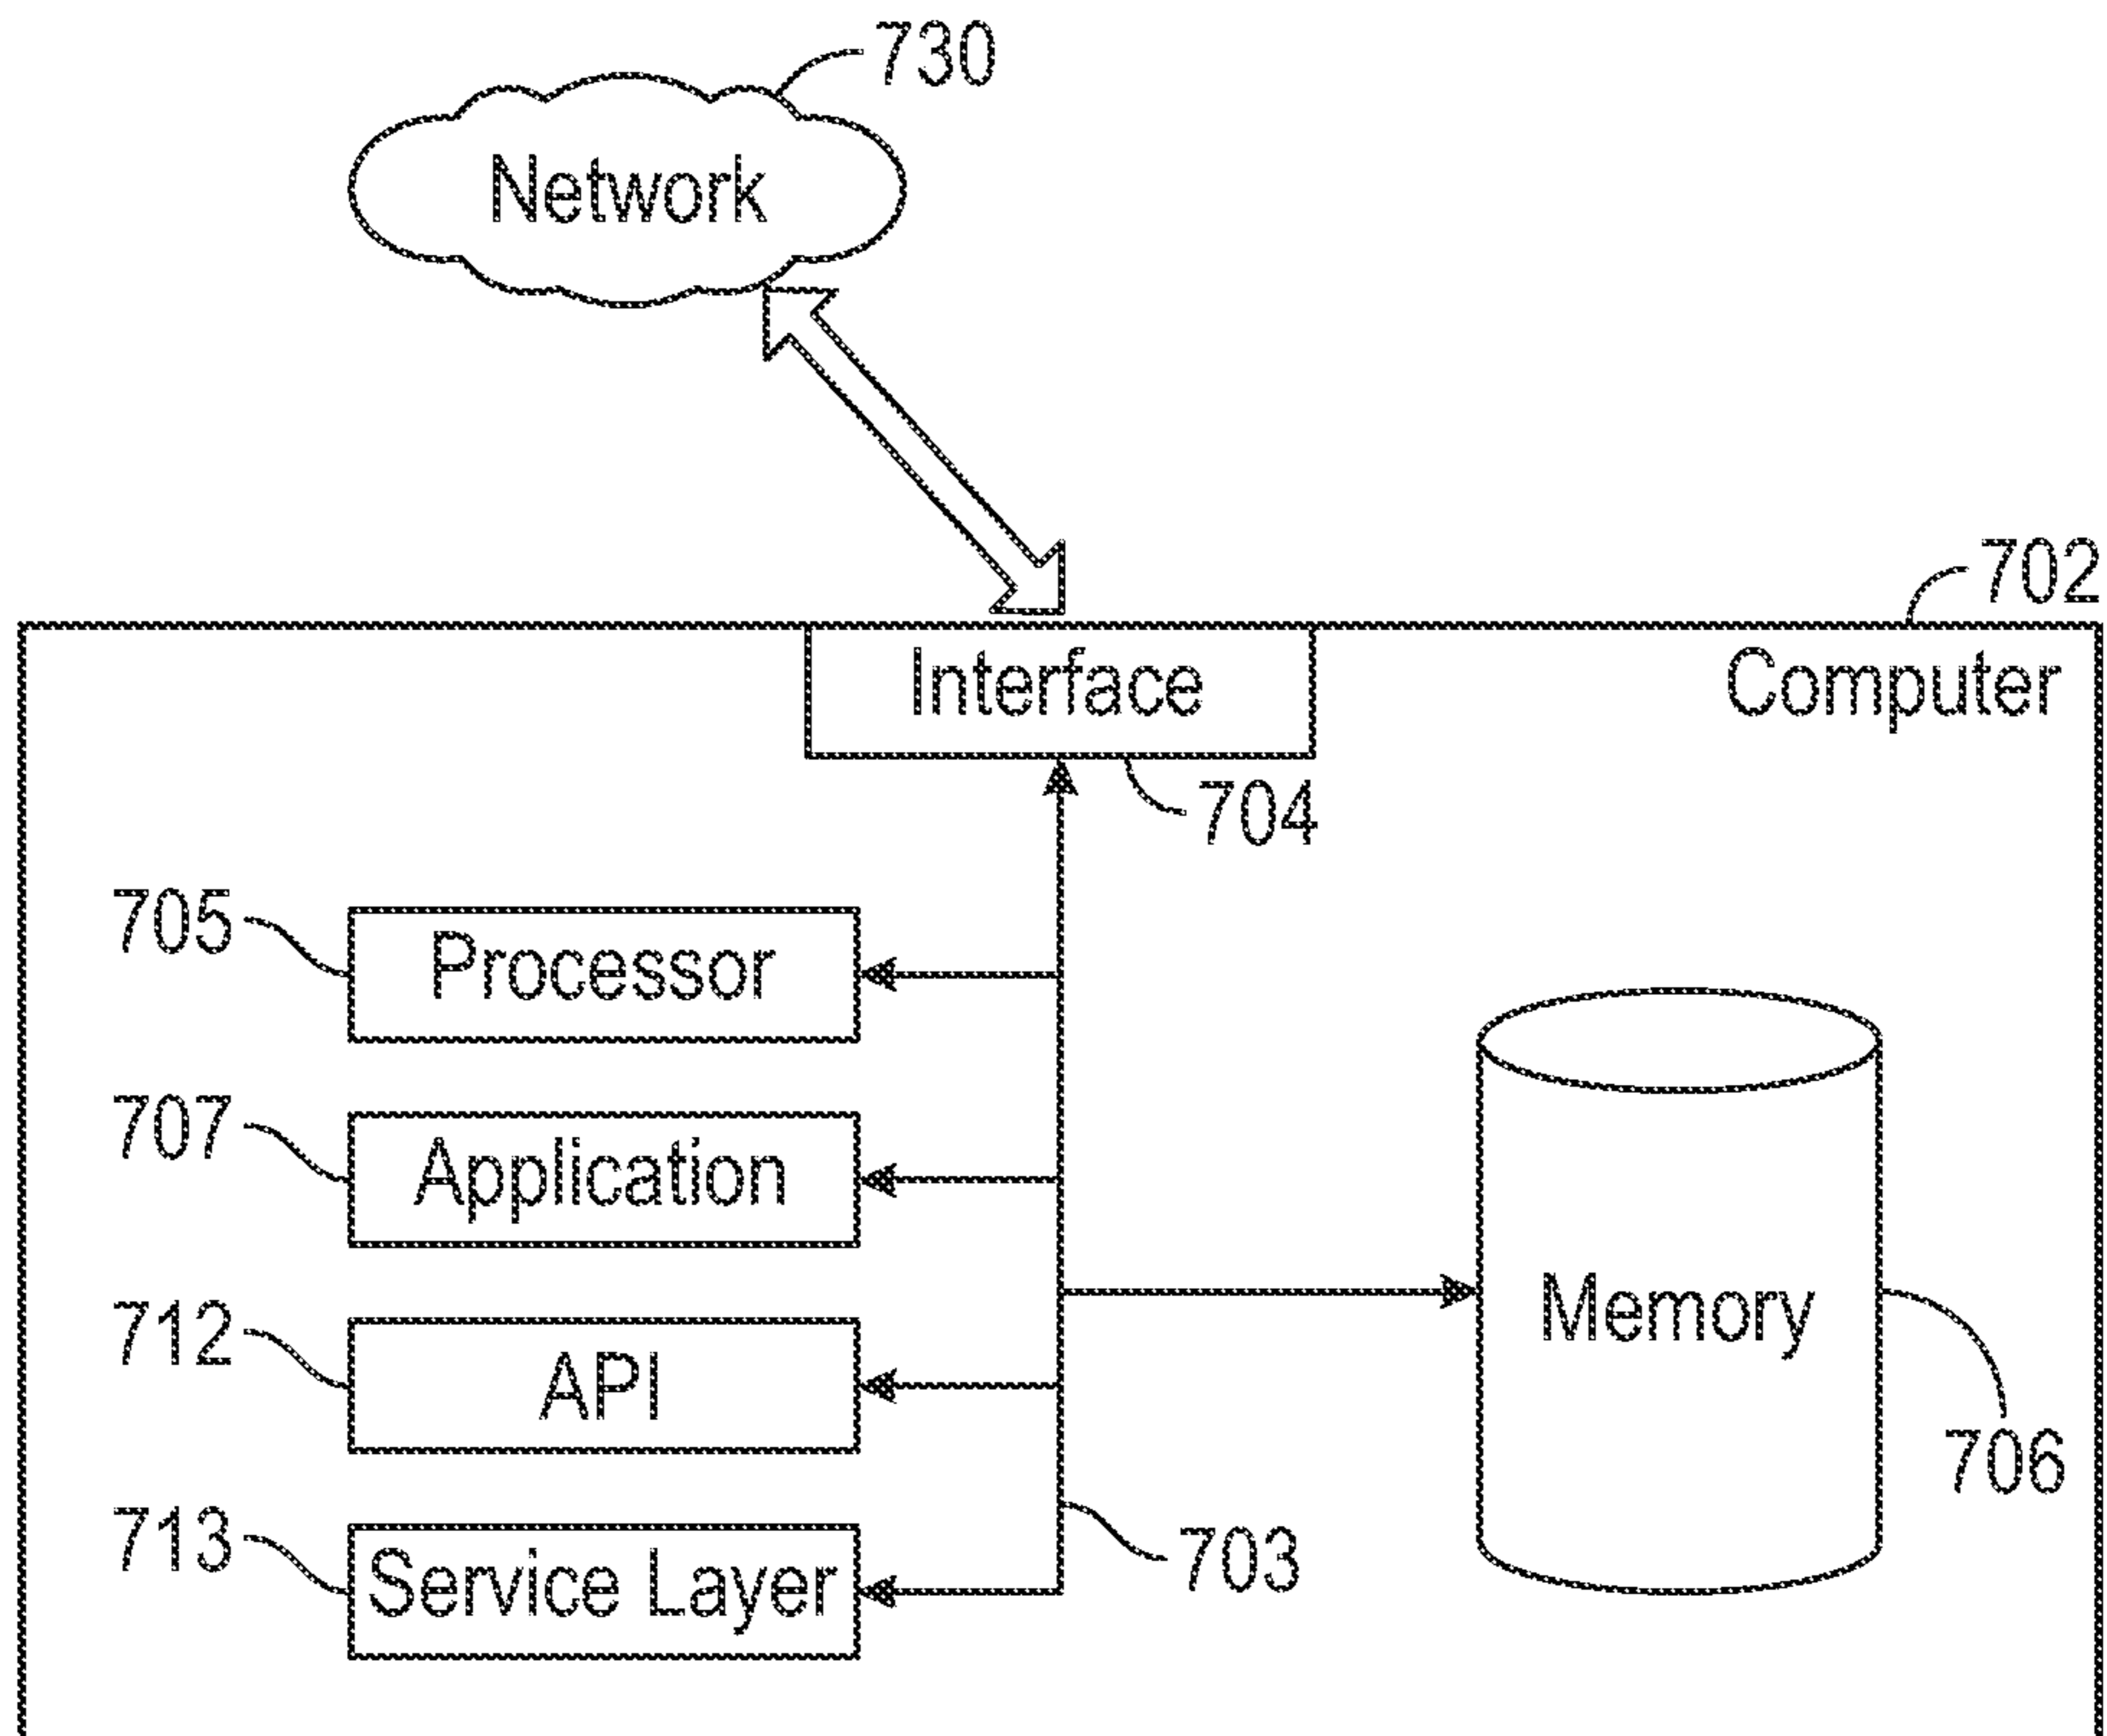 730
Network
702
Interface
Computer
704
705
Processor
707
Application
712
API
Memory
706
713
Service Layer
703